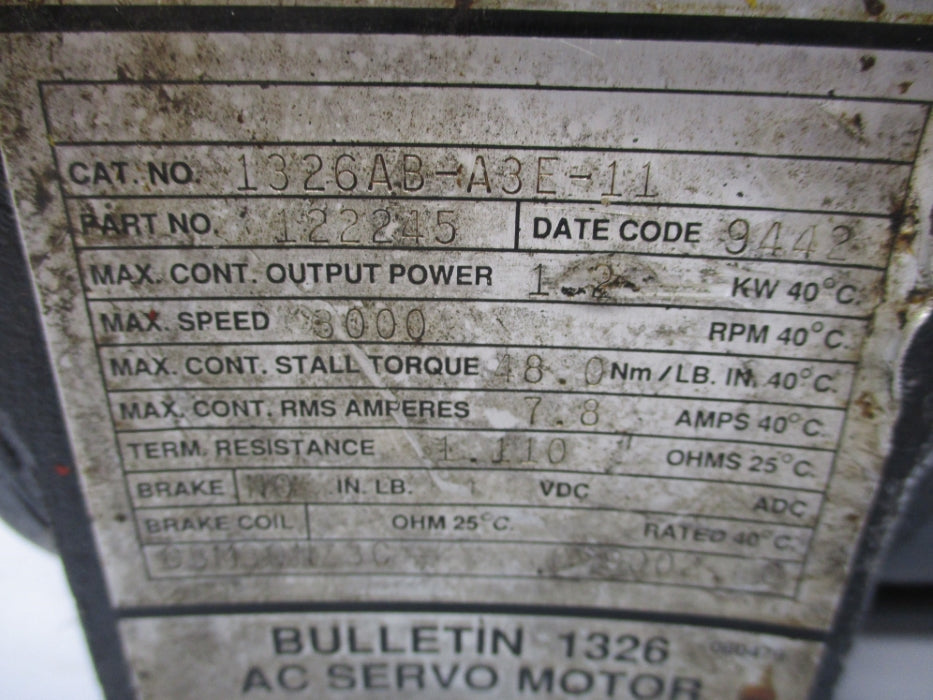 CAT. NO. 1326AB-A3E-11
PART NO. 122245 DATE CODE 9442
MAX. CONT. OUTPUT POWER 1.2 KW 40°C.
MAX. SPEED 3000 RPM 40°C.
MAX. CONT. STALL TORQUE 48.0 Nm/LB. IN. 40°C.
MAX. CONT. RMS AMPERES 7.8 AMPS 40°C.
TERM. RESISTANCE 1.110 OHMS 25°C.
BRAKE NO IN. LB. VDC ADC
BRAKE COIL OHM 25°C. RATED 40°C.
BULLETIN 1326
AC SERVO MOTOR